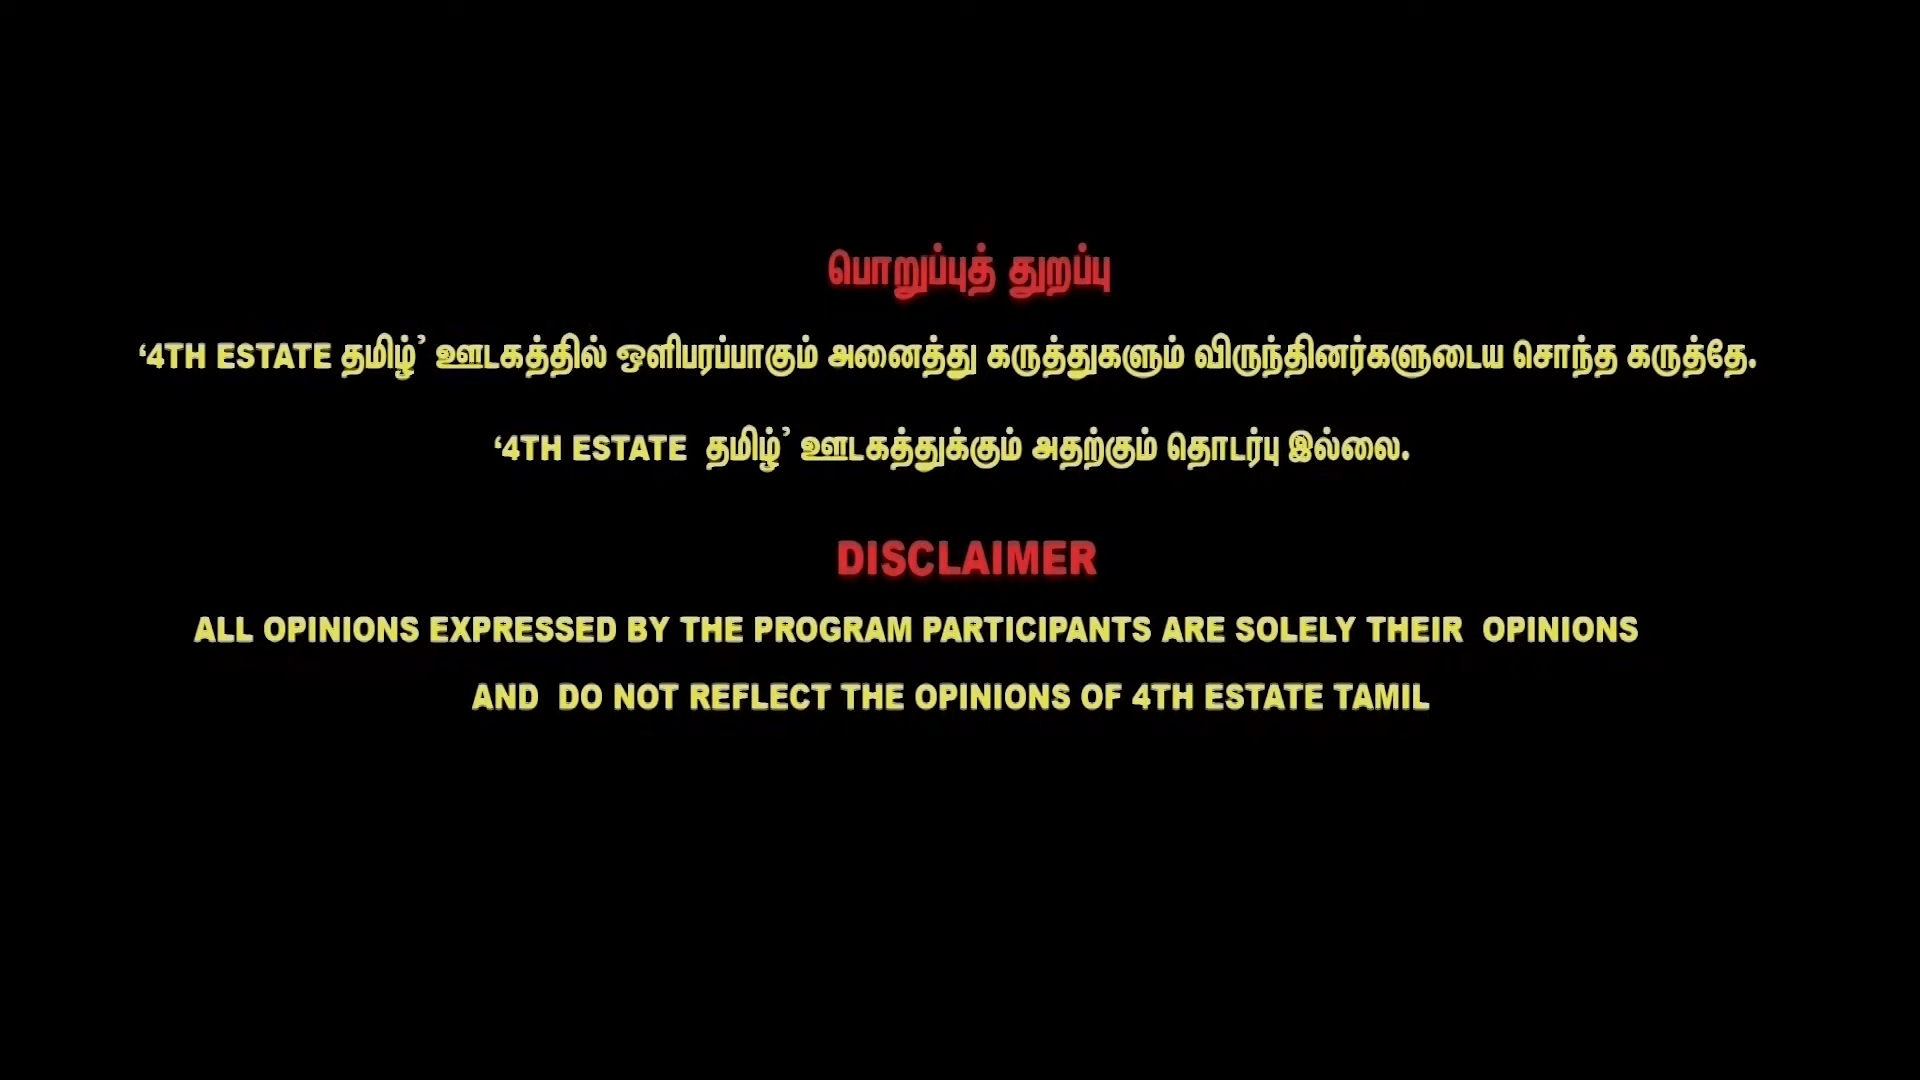 பொறுப்புத் துறப்பு
‘4TH ESTATE தமிழ்’ ஊடகத்தில் ஒளிபரப்பாகும் அனைத்து கருத்துகளும் விருந்தினர்களுடைய சொந்த கருத்தே.
‘4TH ESTATE தமிழ்’ ஊடகத்துக்கும் அதற்கும் தொடர்பு இல்லை.
DISCLAIMER
ALL OPINIONS EXPRESSED BY THE PROGRAM PARTICIPANTS ARE SOLELY THEIR OPINIONS
AND DO NOT REFLECT THE OPINIONS OF 4TH ESTATE TAMIL